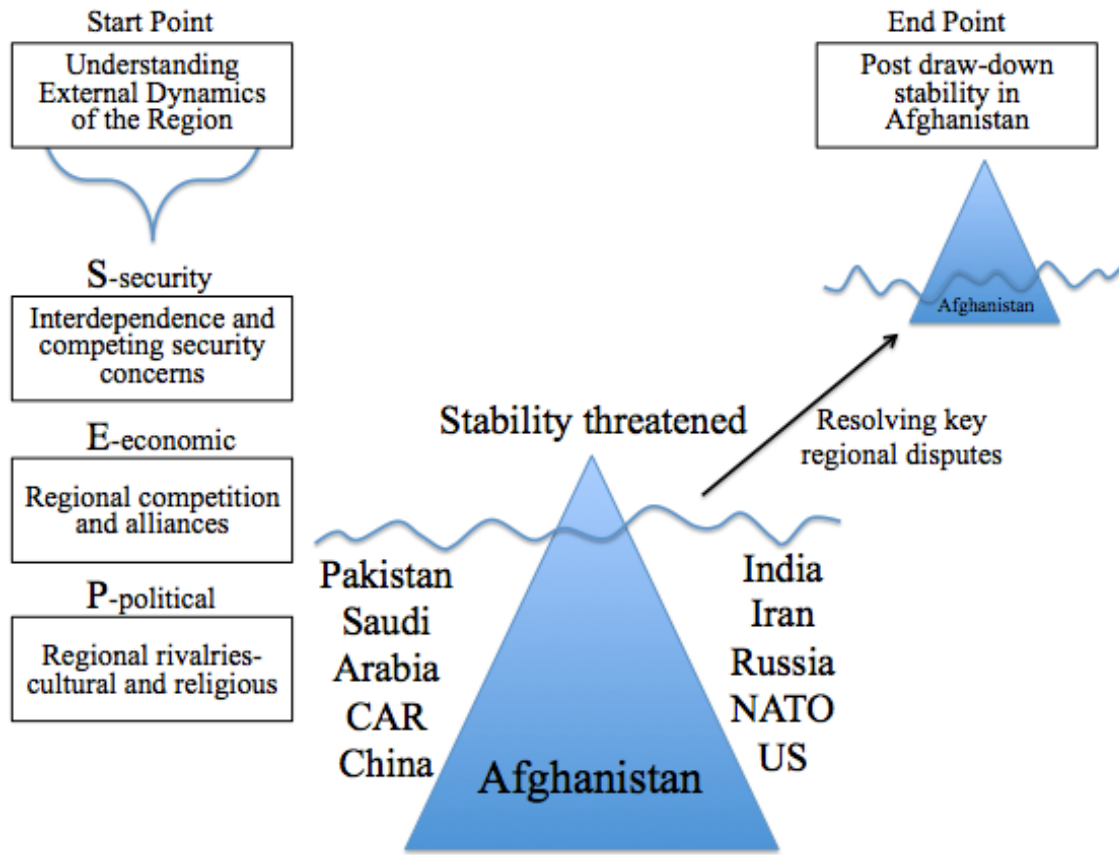 Start Point
Understanding
External Dynamics
of the Region
S-security
Interdependence and
competing security
concerns
E-economic
Regional competition
and alliances
P-political
Regional rivalries-
cultural and religious
Stability threatened
Pakistan
Saudi
Arabia
CAR
China
India
Iran
Russia
NATO
US
Afghanistan
Resolving key
regional disputes
End Point
Post draw-down
stability in
Afghanistan
Afghanistan